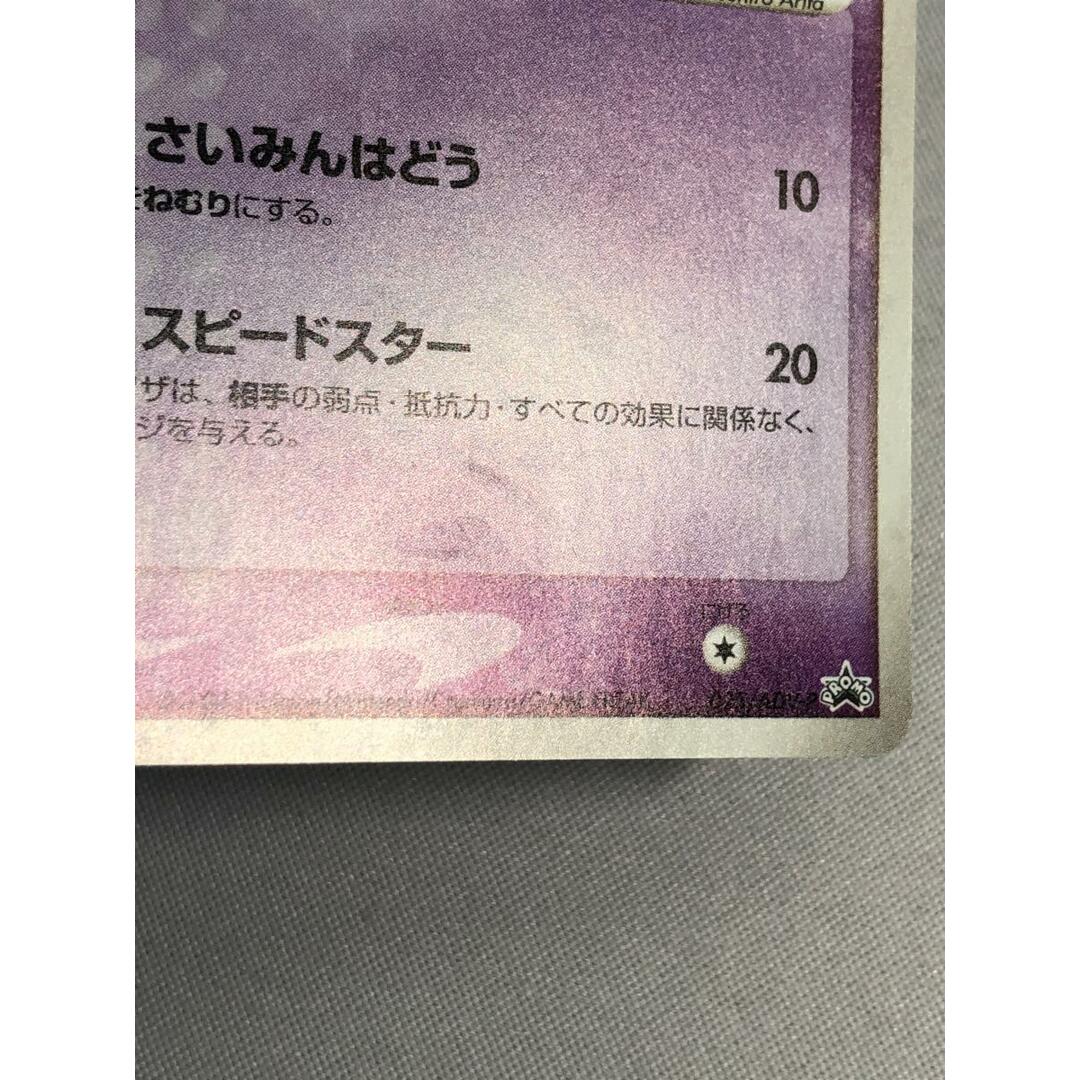 Arita
さいみんはどう 10
ねむりにする。
スピードスター 20
ザは、相手の弱点・抵抗力・すべての効果に関係なく、
ジを与える。
にげる
PROMO